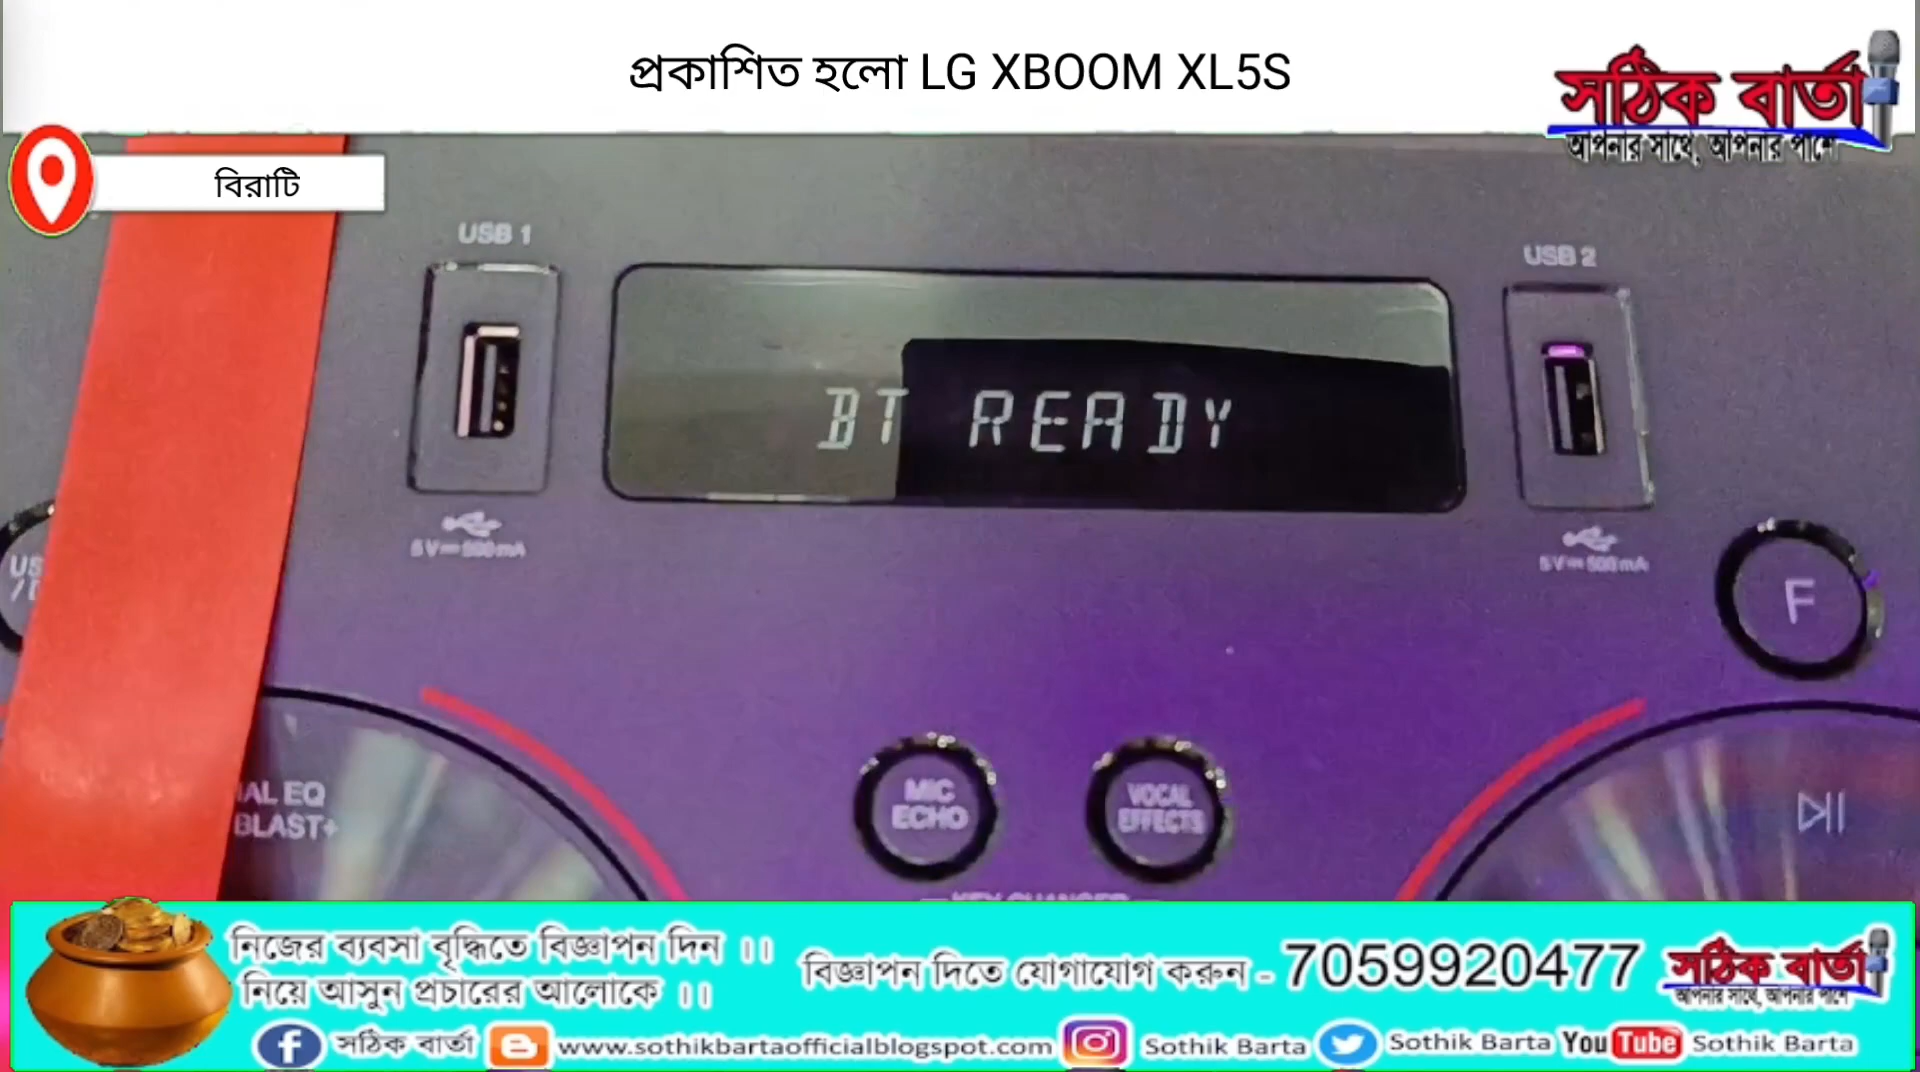 প্রকাশিত হলো LG XBOOM XL5S
সঠিক বার্তা
আপনার সাথে, আপনার পাশে
বিরাটি
USB 1
USB 2
BT READY
5V⎓500mA
5V⎓500mA
F
MIC
ECHO
VOCAL
EFFECTS
BLAST+
KEY CHANGER
নিজের ব্যবসা বৃদ্ধিতে বিজ্ঞাপন দিন ।।
নিয়ে আসুন প্রচারের আলোকে ।।
বিজ্ঞাপন দিতে যোগাযোগ করুন - 7059920477
সঠিক বার্তা
আপনার সাথে, আপনার পাশে
সঠিক বার্তা www.sothikbartaofficialblogspot.com Sothik Barta Sothik Barta YouTube Sothik Barta